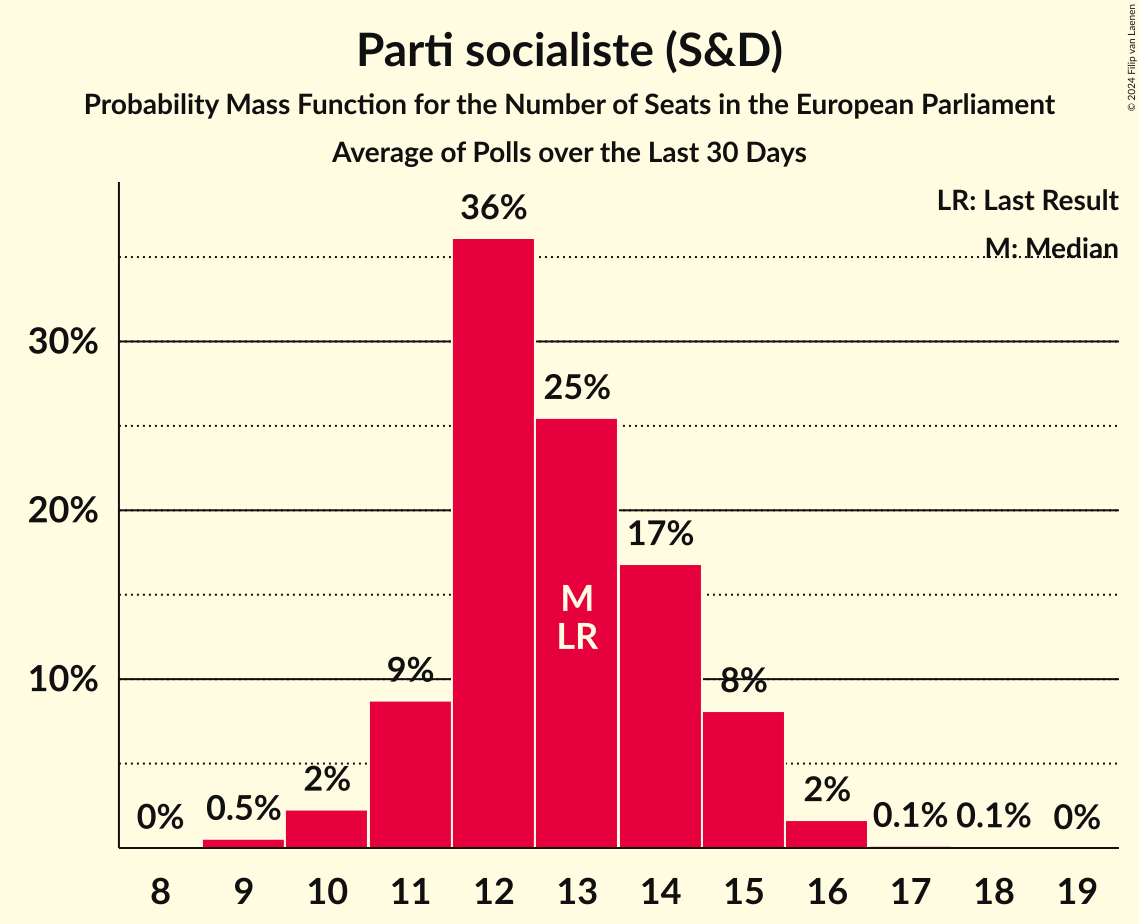 Parti socialiste (S&D)
Probability Mass Function for the Number of Seats in the European Parliament
Average of Polls over the Last 30 Days
© 2024 Filip van Laenen
LR: Last Result
M: Median
30%
20%
10%
0%
0.5%
2%
9%
36%
25%
17%
8%
2%
0.1%
0.1%
0%
M
LR
8 9 10 11 12 13 14 15 16 17 18 19